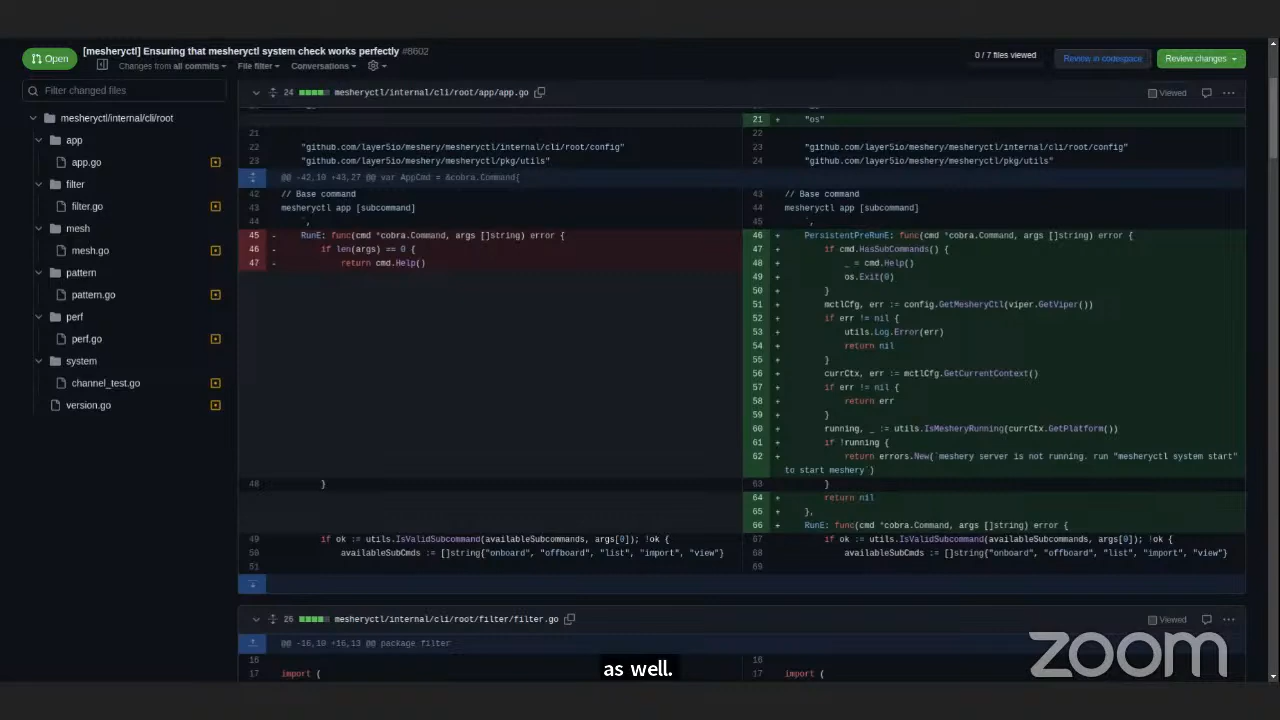 Open
[mesheryctl] Ensuring that mesheryctl system check works perfectly #8602
Changes from all commits
File filter
Conversations
0 / 7 files viewed
Review in codespace
Review changes
Filter changed files
mesheryctl/internal/cli/root
app
app.go
filter
filter.go
mesh
mesh.go
pattern
pattern.go
perf
perf.go
system
channel_test.go
version.go
24 mesheryctl/internal/cli/root/app/app.go
Viewed
21 + "os"
21 22
22 "github.com/layer5io/meshery/mesheryctl/internal/cli/root/config" 23 "github.com/layer5io/meshery/mesheryctl/internal/cli/root/config"
23 "github.com/layer5io/meshery/mesheryctl/pkg/utils" 24 "github.com/layer5io/meshery/mesheryctl/pkg/utils"
@@ -42,10 +43,27 @@ var AppCmd = &cobra.Command{
42 // Base command 43 // Base command
43 mesheryctl app [subcommand] 44 mesheryctl app [subcommand]
44 `, 45 `,
45 - RunE: func(cmd *cobra.Command, args []string) error { 46 + PersistentPreRunE: func(cmd *cobra.Command, args []string) error {
46 - if len(args) == 0 { 47 + if cmd.HasSubCommands() {
47 - return cmd.Help() 48 + _ = cmd.Help()
49 + os.Exit(0)
50 + }
51 + mctlCfg, err := config.GetMesheryCtl(viper.GetViper())
52 + if err != nil {
53 + utils.Log.Error(err)
54 + return nil
55 + }
56 + currCtx, err := mctlCfg.GetCurrentContext()
57 + if err != nil {
58 + return err
59 + }
60 + running, _ := utils.IsMesheryRunning(currCtx.GetPlatform())
61 + if !running {
62 + return errors.New(`meshery server is not running. run "mesheryctl system start"
to start meshery`)
48 } 63 }
64 + return nil
65 + },
66 + RunE: func(cmd *cobra.Command, args []string) error {
49 if ok := utils.IsValidSubcommand(availableSubcommands, args[0]); !ok { 67 if ok := utils.IsValidSubcommand(availableSubcommands, args[0]); !ok {
50 availableSubCmds := []string{"onboard", "offboard", "list", "import", "view"} 68 availableSubCmds := []string{"onboard", "offboard", "list", "import", "view"}
51 69
26 mesheryctl/internal/cli/root/filter/filter.go
Viewed
@@ -16,10 +16,13 @@ package filter
16 16
17 import ( 17 import (
as well.
zoom